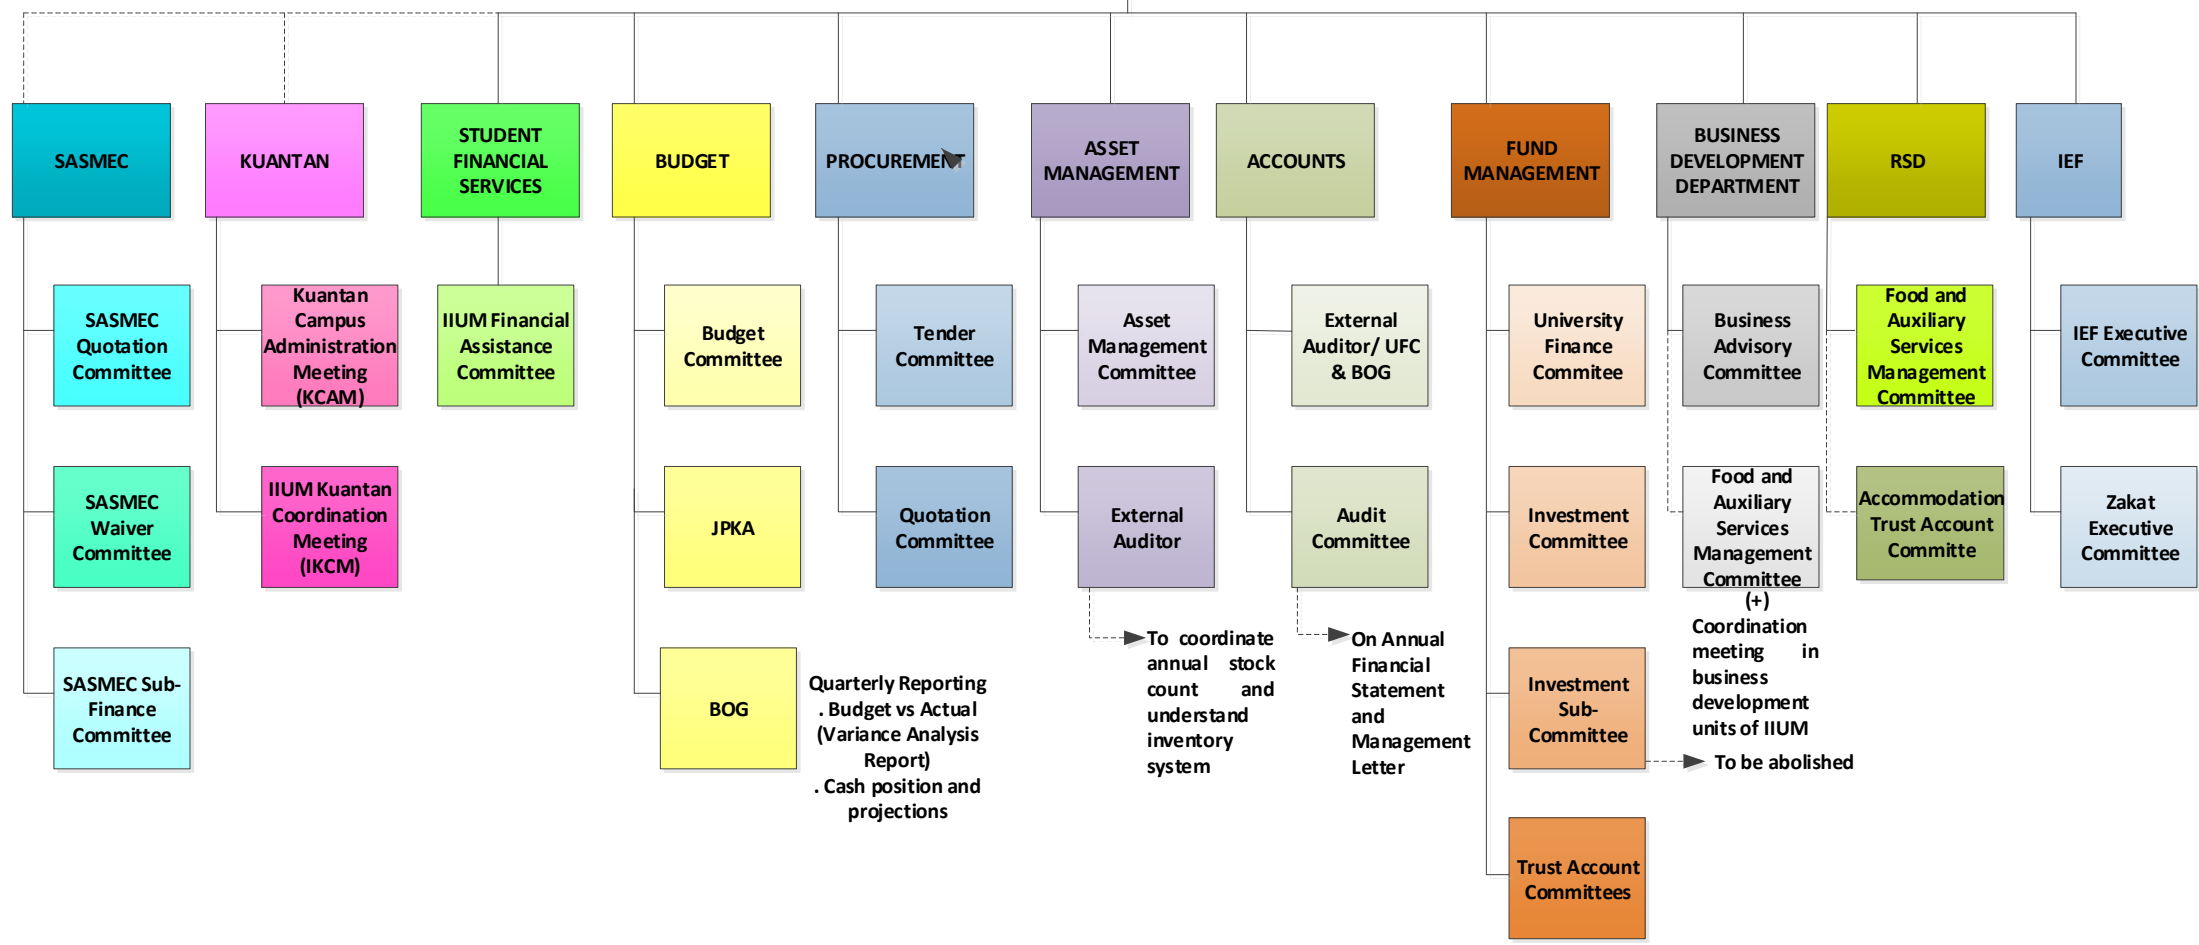 SASMEC
KUANTAN
STUDENT
FINANCIAL
SERVICES
BUDGET
PROCUREMENT
ASSET
MANAGEMENT
ACCOUNTS
FUND
MANAGEMENT
BUSINESS
DEVELOPMENT
DEPARTMENT
RSD
IEF
SASMEC
Quotation
Committee
Kuantan
Campus
Administration
Meeting
(KCAM)
IIUM Financial
Assistance
Committee
Budget
Committee
Tender
Committee
Asset
Management
Committee
External
Auditor/ UFC
& BOG
University
Finance
Commitee
Business
Advisory
Committee
Food and
Auxiliary
Services
Management
Committee
IEF Executive
Committee
SASMEC
Waiver
Committee
IIUM Kuantan
Coordination
Meeting
(IKCM)
JPKA
Quotation
Committee
External
Auditor
Audit
Committee
Investment
Committee
Food and
Auxiliary
Services
Management
Committee
(+)
Coordination
meeting in
business
development
units of IIUM
Accommodation
Trust Account
Committe
Zakat
Executive
Committee
SASMEC Sub-
Finance
Committee
BOG
Quarterly Reporting
. Budget vs Actual
(Variance Analysis
Report)
. Cash position and
projections
To coordinate
annual stock
count and
understand
inventory
system
On Annual
Financial
Statement
and
Management
Letter
Investment
Sub-
Committee
To be abolished
Trust Account
Committees